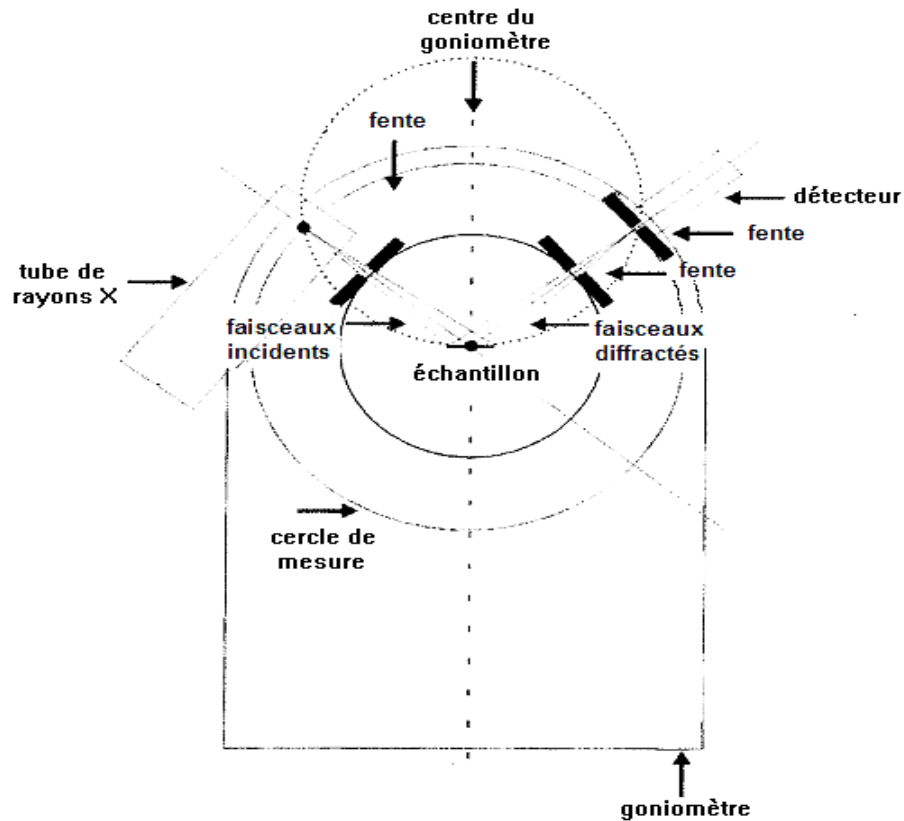 centre du
goniomètre
fente
détecteur
fente
fente
tube de
rayons X
faisceaux
incidents
faisceaux
diffractés
échantillon
cercle de
mesure
goniomètre